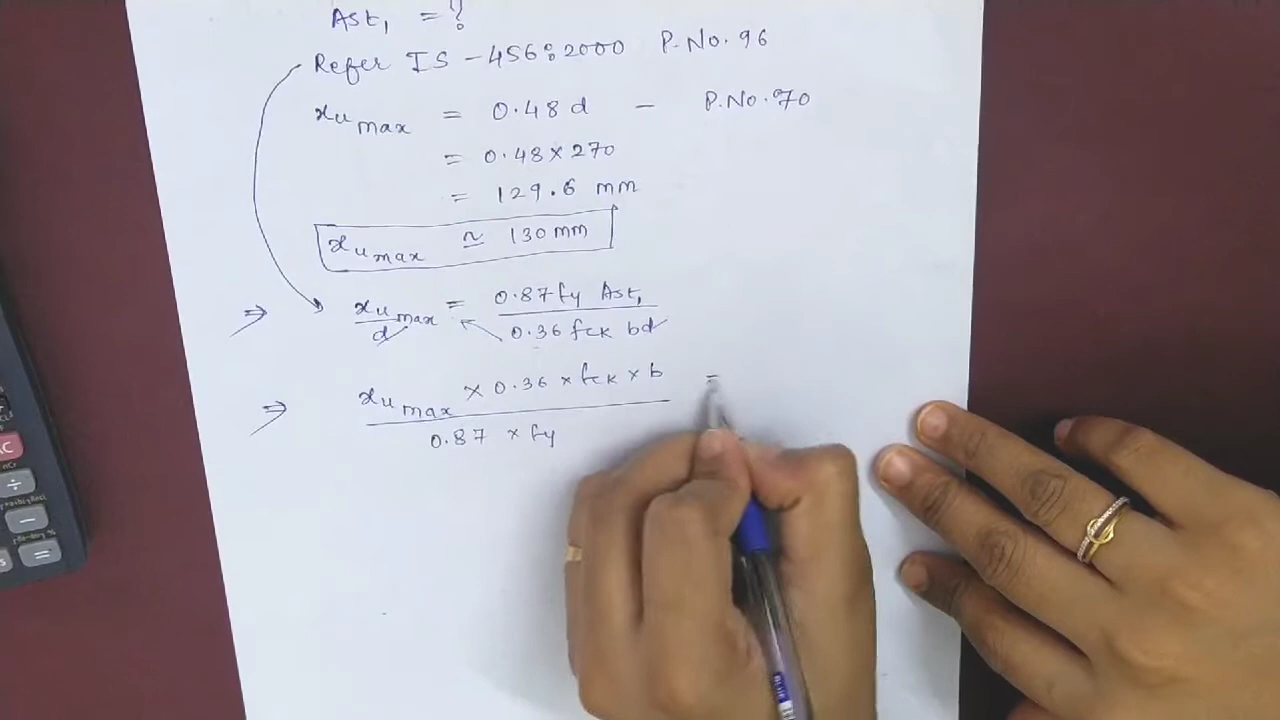 Ast₁ = ?
Refer IS - 456:2000 P.No.96
xu max = 0.48 d - P.No.70
= 0.48 × 270
= 129.6 mm
xu max ≃ 130 mm
⇒ xu max / d = 0.87 fy Ast₁ / 0.36 fck bd
⇒ xu max × 0.36 × fck × b / 0.87 × fy =
AC
÷
−
=
BLUE